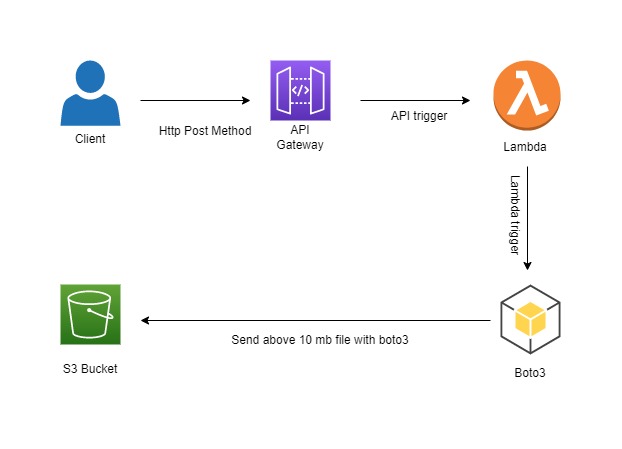 Client
Http Post Method
API
Gateway
</>
API trigger
Lambda
Lambda trigger
S3 Bucket
Send above 10 mb file with boto3
Boto3